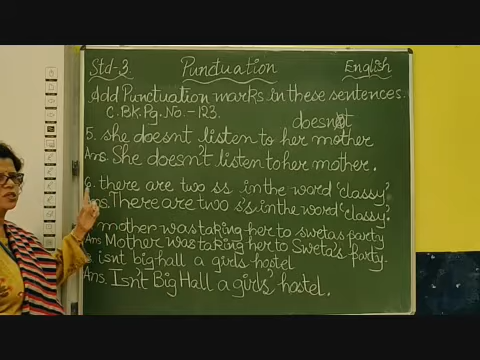 Std-3 Punctuation English
Add Punctuation marks in these sentences.
C.Bk.Pg.No.-123.
doesnot
5. she doesnt listen to her mother
Ans. She doesn't listen to her mother.
6. there are two ss in the word 'classy'
Ans. There are two s's in the word 'classy'.
mother was taking her to swetas party
Ans Mother was taking her to Sweta's party.
isnt big hall a girls hostel
Ans. Isn't Big Hall a girls' hostel.